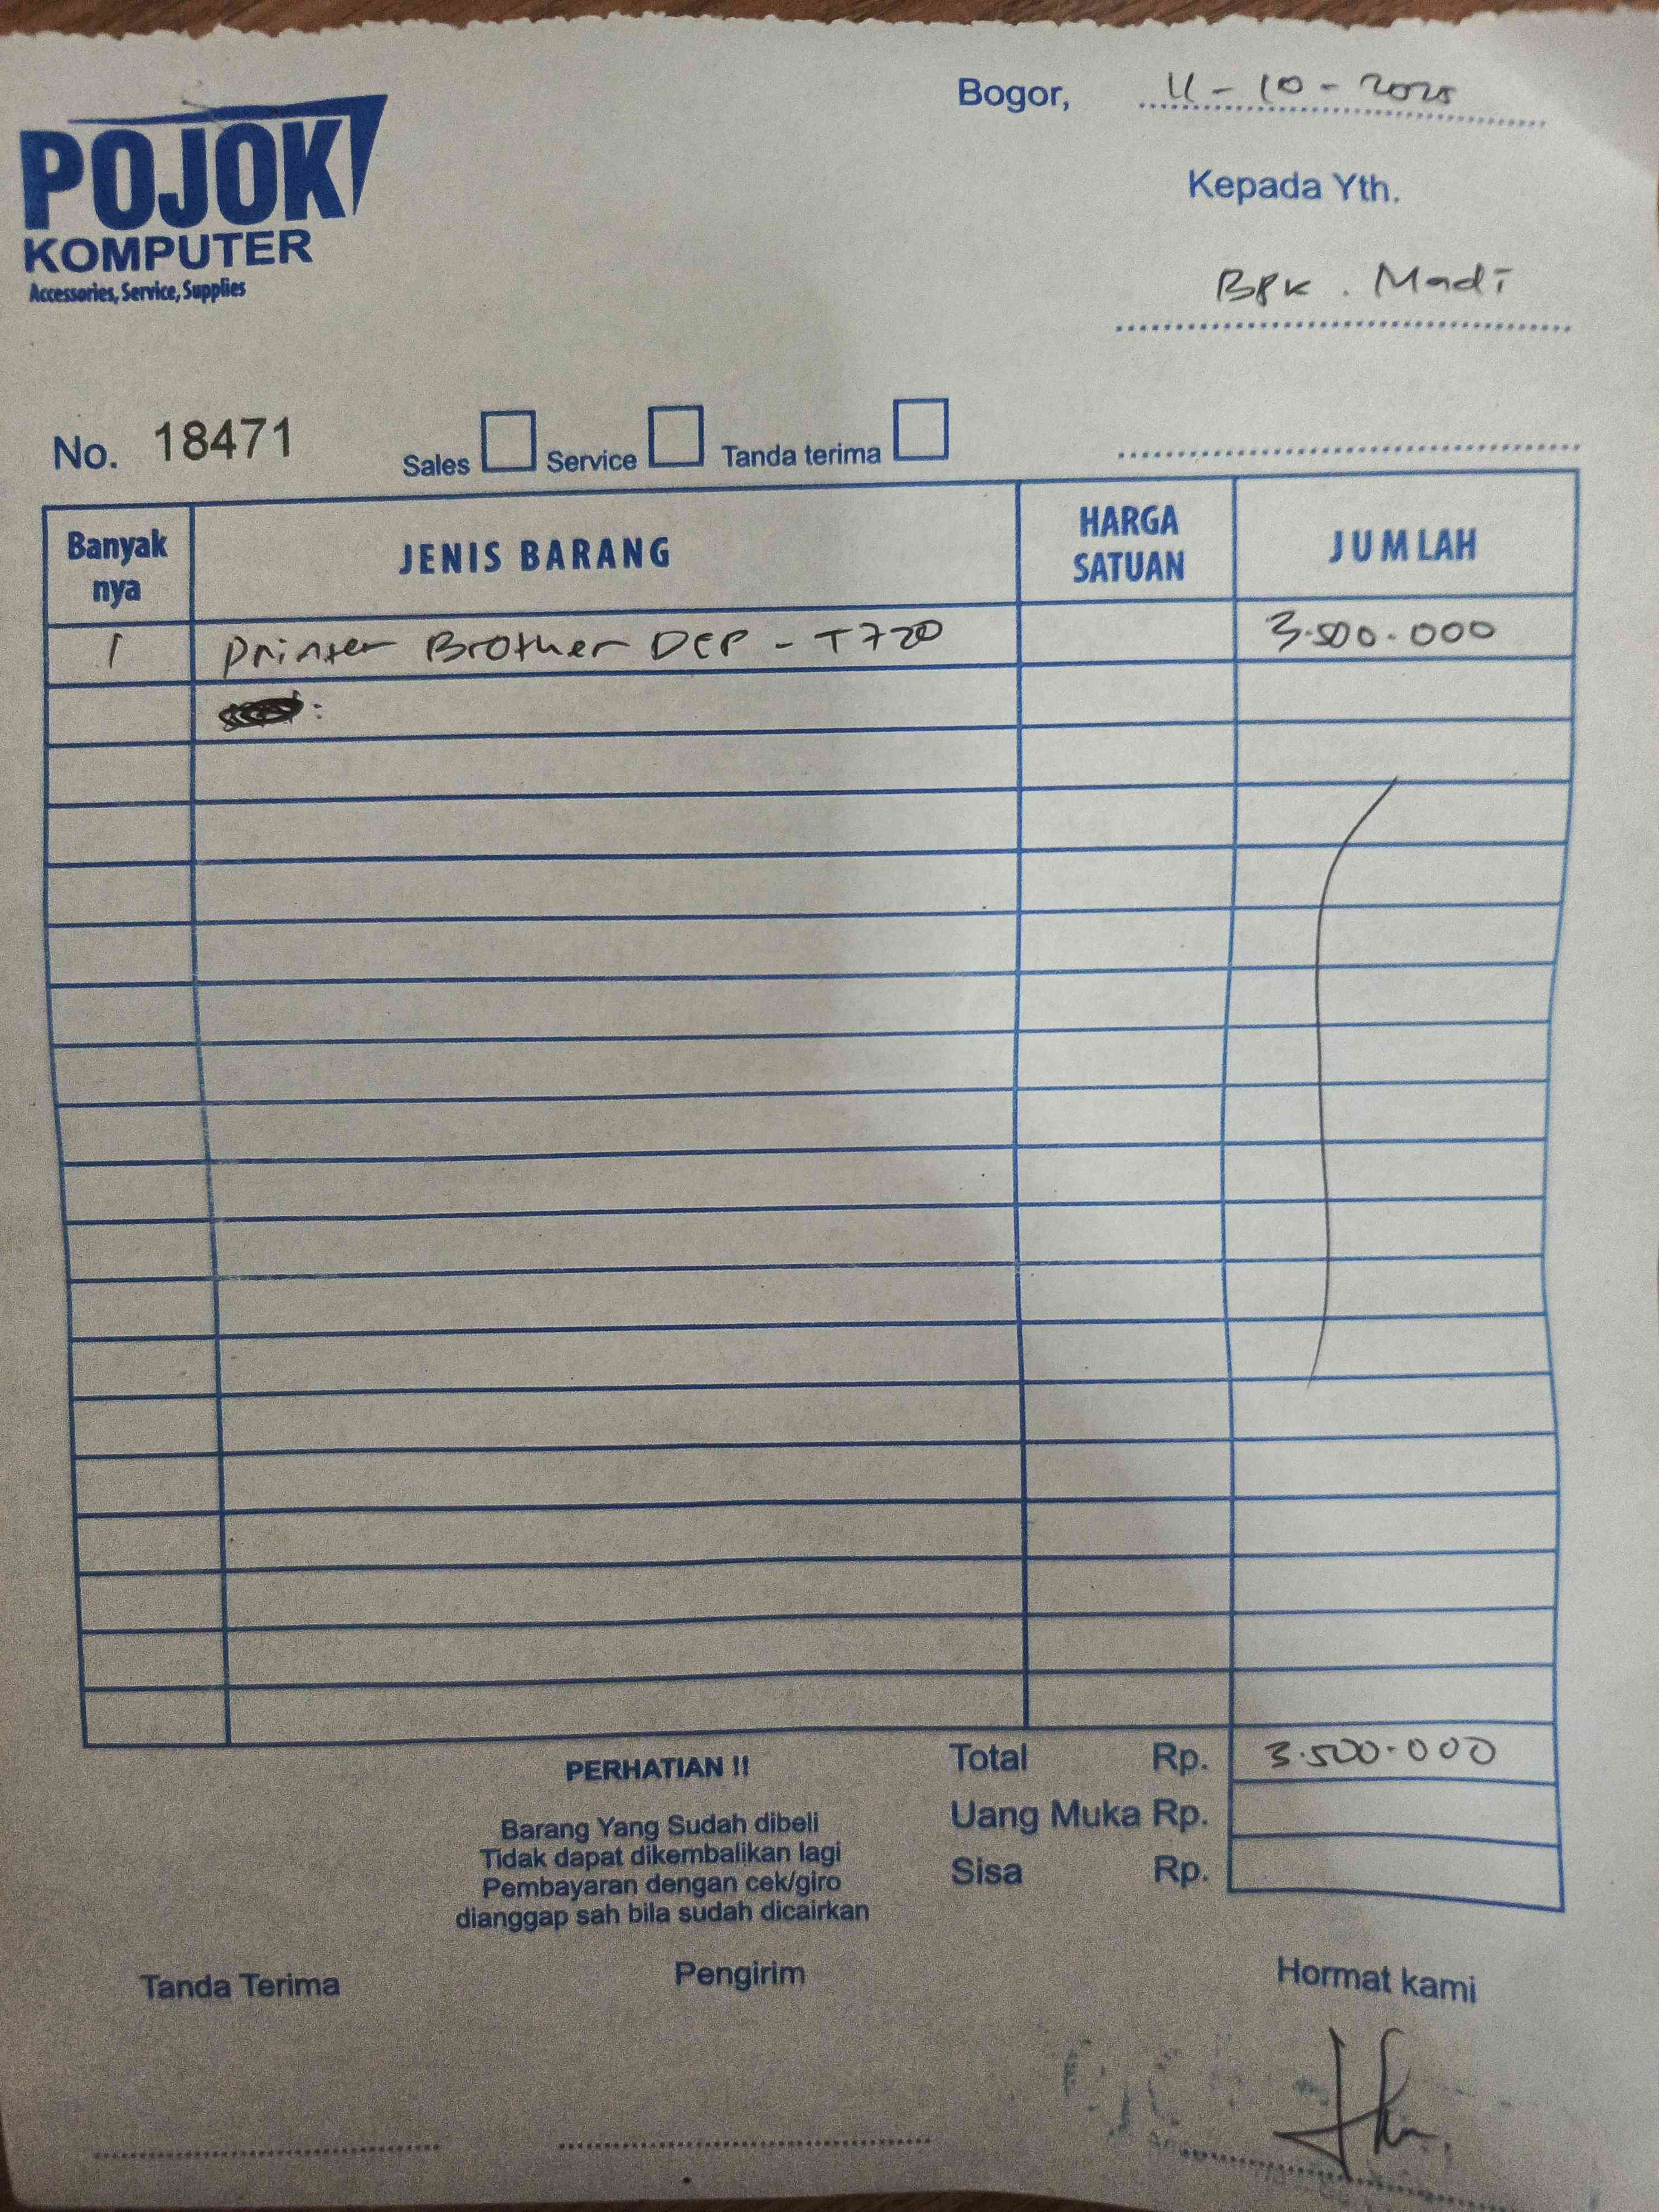 POJOK
KOMPUTER
Accessories, Service, Supplies
Bogor, 11 - 10 - 2025
Kepada Yth.
BPK. Madi
No. 18471 Sales Service Tanda terima
Banyak nya JENIS BARANG HARGA SATUAN JUMLAH
1 Printer Brother DCP - T720 3.500.000
Total Rp. 3.500.000
Uang Muka Rp.
Sisa Rp.
PERHATIAN !!
Barang Yang Sudah dibeli
Tidak dapat dikembalikan lagi
Pembayaran dengan cek/giro
dianggap sah bila sudah dicairkan
Tanda Terima Pengirim Hormat kami